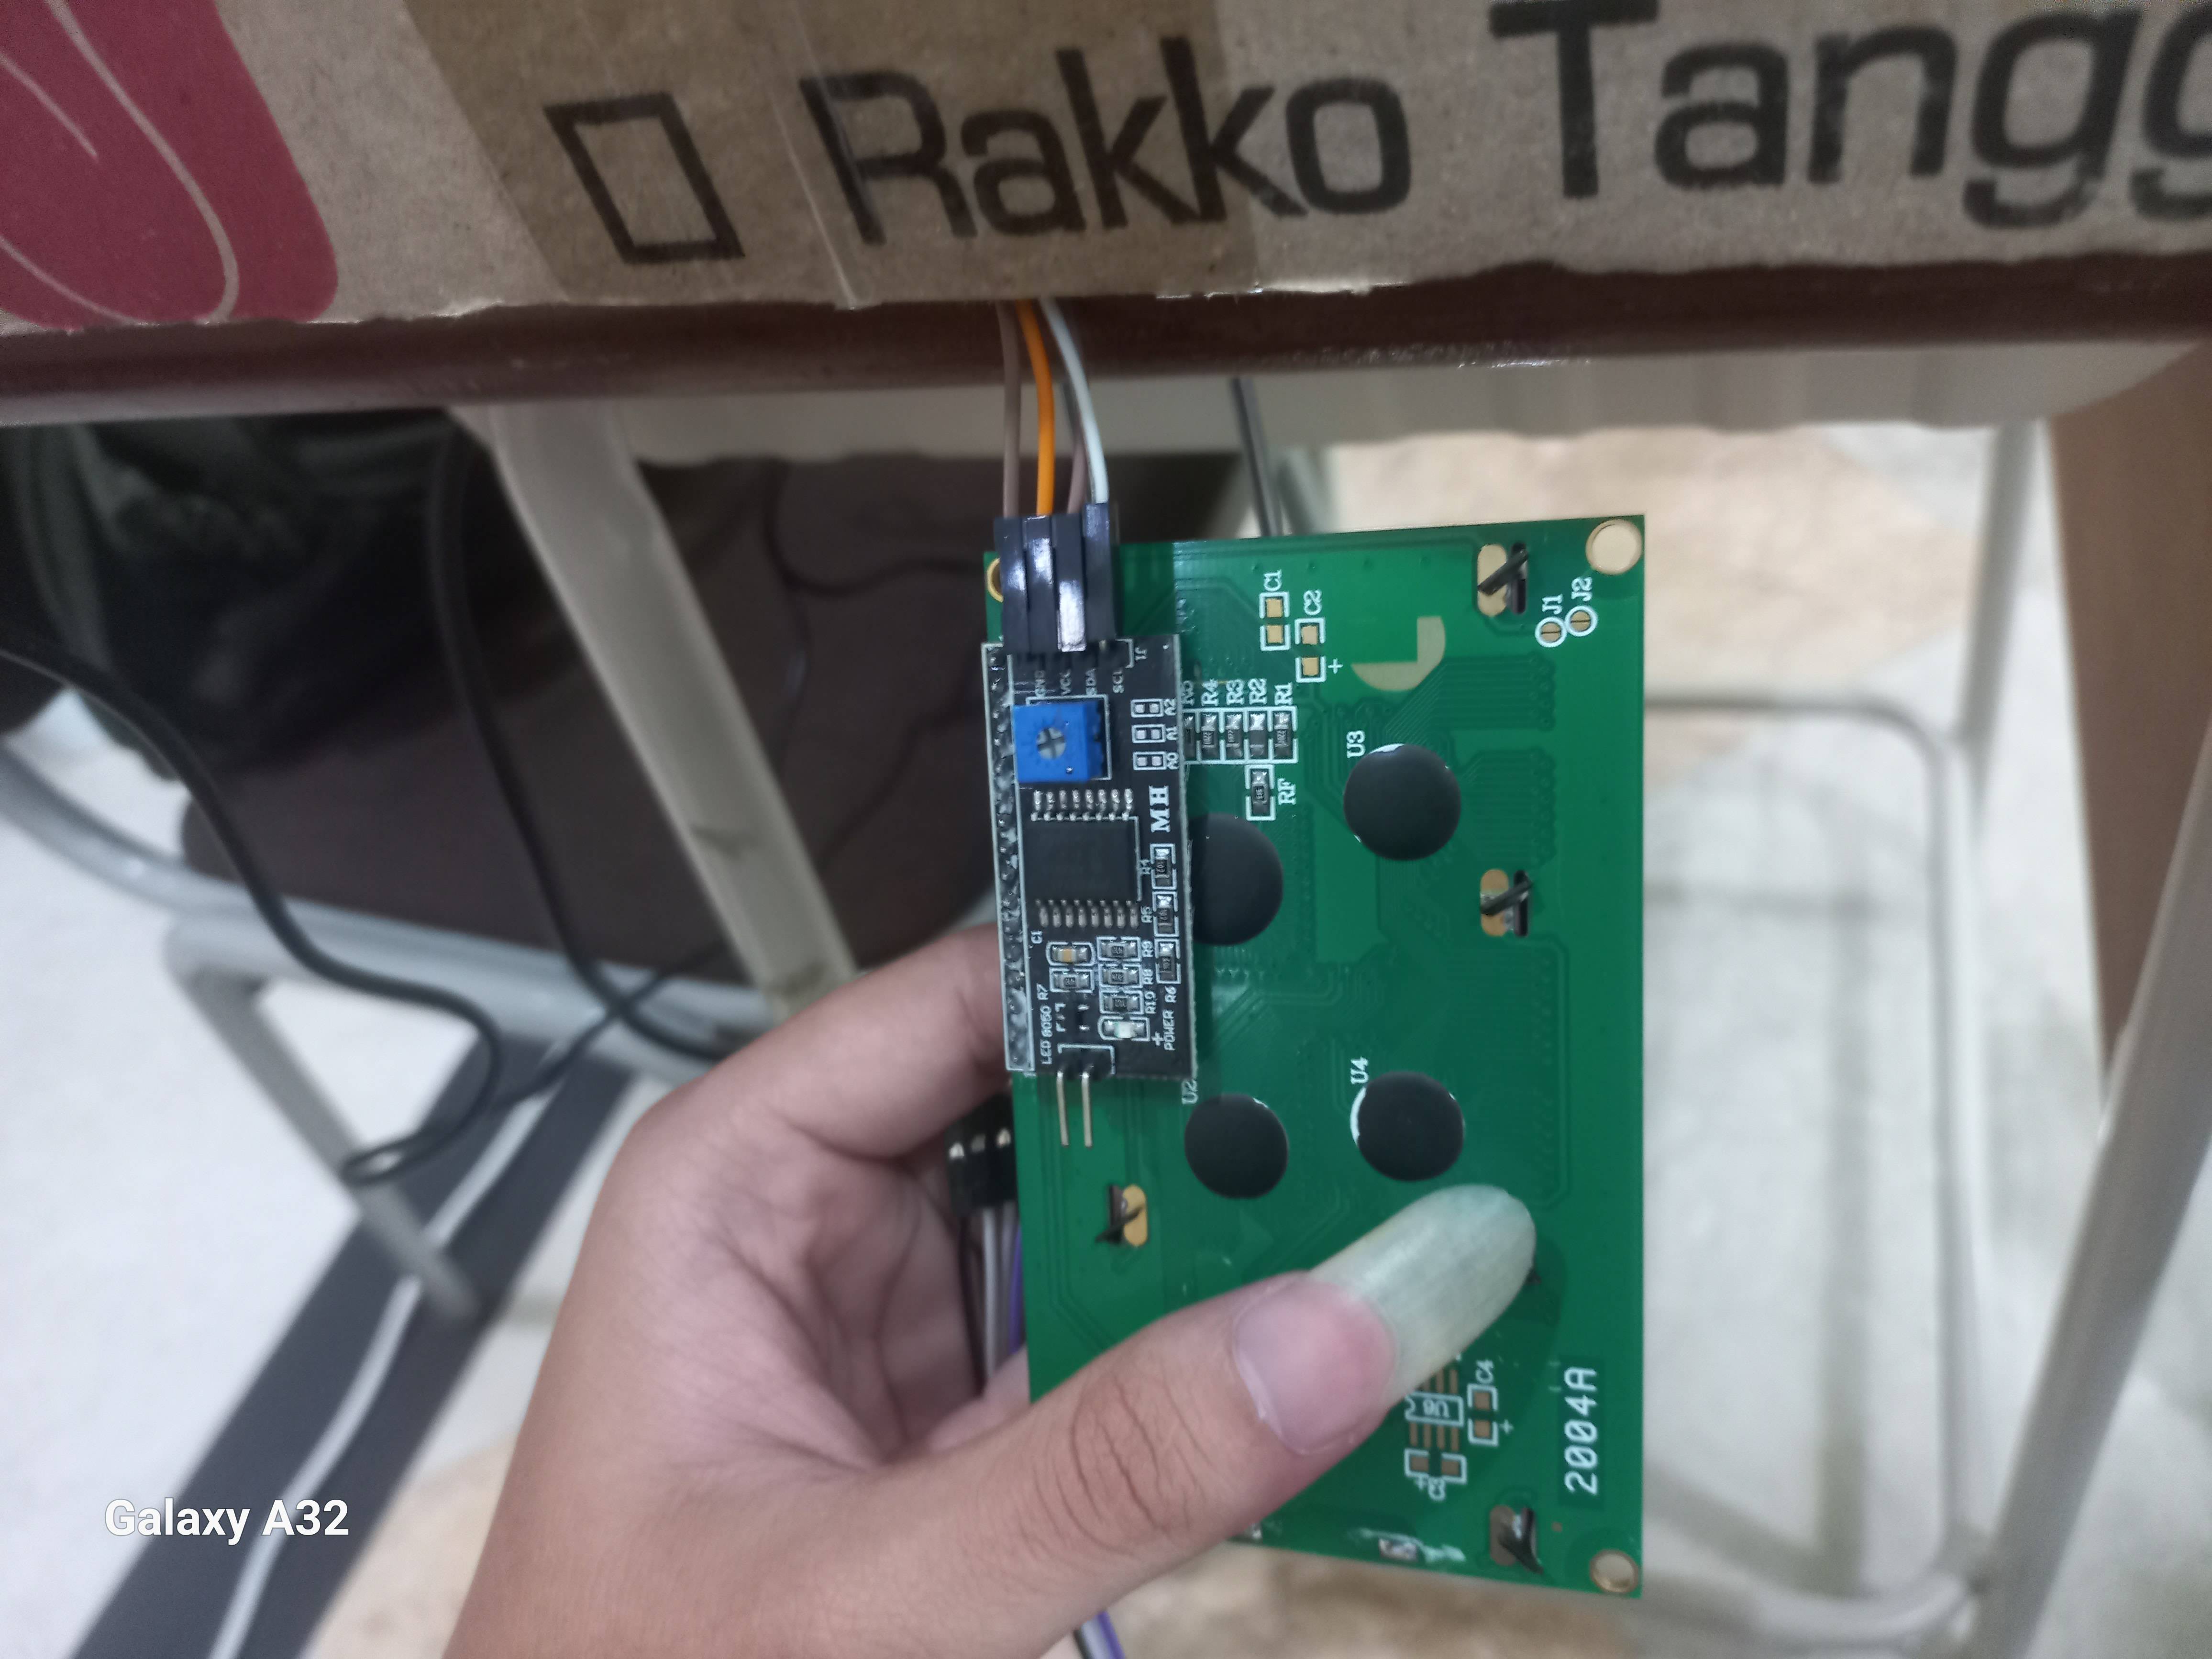 Rakko Tangg
C1
C2
J1
J2
GND
VCC
SDA
SCL
A2
A1
A0
R5
R4
R3
R2
R1
RF
U3
MH
R4
R5
C1
R9
R8
R7
R10
R6
LED
8050
POWER
U2
U4
C4
U6
C3
2004A
Galaxy A32